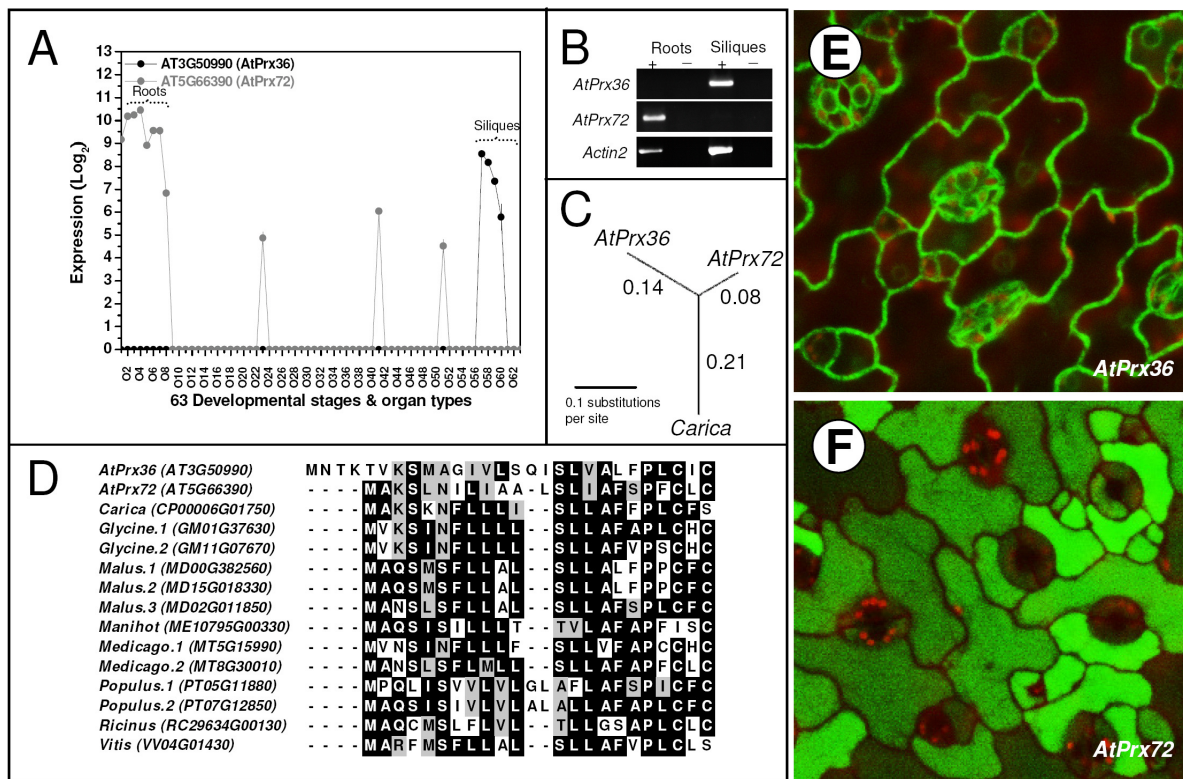 A
Expression (Log2)
13
12
11
10
9
8
7
6
5
4
3
2
1
0
AT3G50990 (AtPrx36)
AT5G66390 (AtPrx72)
Roots
Siliques
O2 O4 O6 O8 O10 O12 O14 O16 O18 O20 O22 O24 O26 O28 O30 O32 O34 O36 O38 O40 O42 O44 O46 O48 O50 O52 O54 O56 O58 O60 O62
63 Developmental stages & organ types
B
Roots Siliques
+ – + –
AtPrx36
AtPrx72
Actin2
C
AtPrx36
AtPrx72
0.14
0.08
0.21
0.1 substitutions
per site
Carica
D
AtPrx36 (AT3G50990) MNTKTVKSMAGIVLSQISLVALFPLCIC
AtPrx72 (AT5G66390) ----MAKSLNILIAA-LSLIAFSPFCLC
Carica (CP00006G01750) ----MAKSKNFLLLI--SLLAFFPLCFS
Glycine.1 (GM01G37630) ----MVKSINFLLLL--SLLAFAPLCHC
Glycine.2 (GM11G07670) ----MVKSINFLLLL--SLLAFVPSCHC
Malus.1 (MD00G382560) ----MAQSMSFLLAL--SLLALFPPCFC
Malus.2 (MD15G018330) ----MAQSMSFLLAL--SLLALFPPCFC
Malus.3 (MD02G011850) ----MANSLSFLLAL--SLLAFSPLCFC
Manihot (ME10795G00330) ----MAQSISILLLT--TVLAFAPFISC
Medicago.1 (MT5G15990) ----MVNSINFLLLF--SLLVFAPCCHC
Medicago.2 (MT8G30010) ----MANSLSFLMLL--SLLAFAPFCLC
Populus.1 (PT05G11880) ----MPQLISVVLVLGLAFLAFSPICFC
Populus.2 (PT07G12850) ----MAQSISIVLVLALALLAFAPLCFC
Ricinus (RC29634G00130) ----MAQCMSLFLVL--TLLGSAPLCLC
Vitis (VV04G01430) ----MARFMSFLLAL--SLLAFVPLCLS
E
AtPrx36
F
AtPrx72